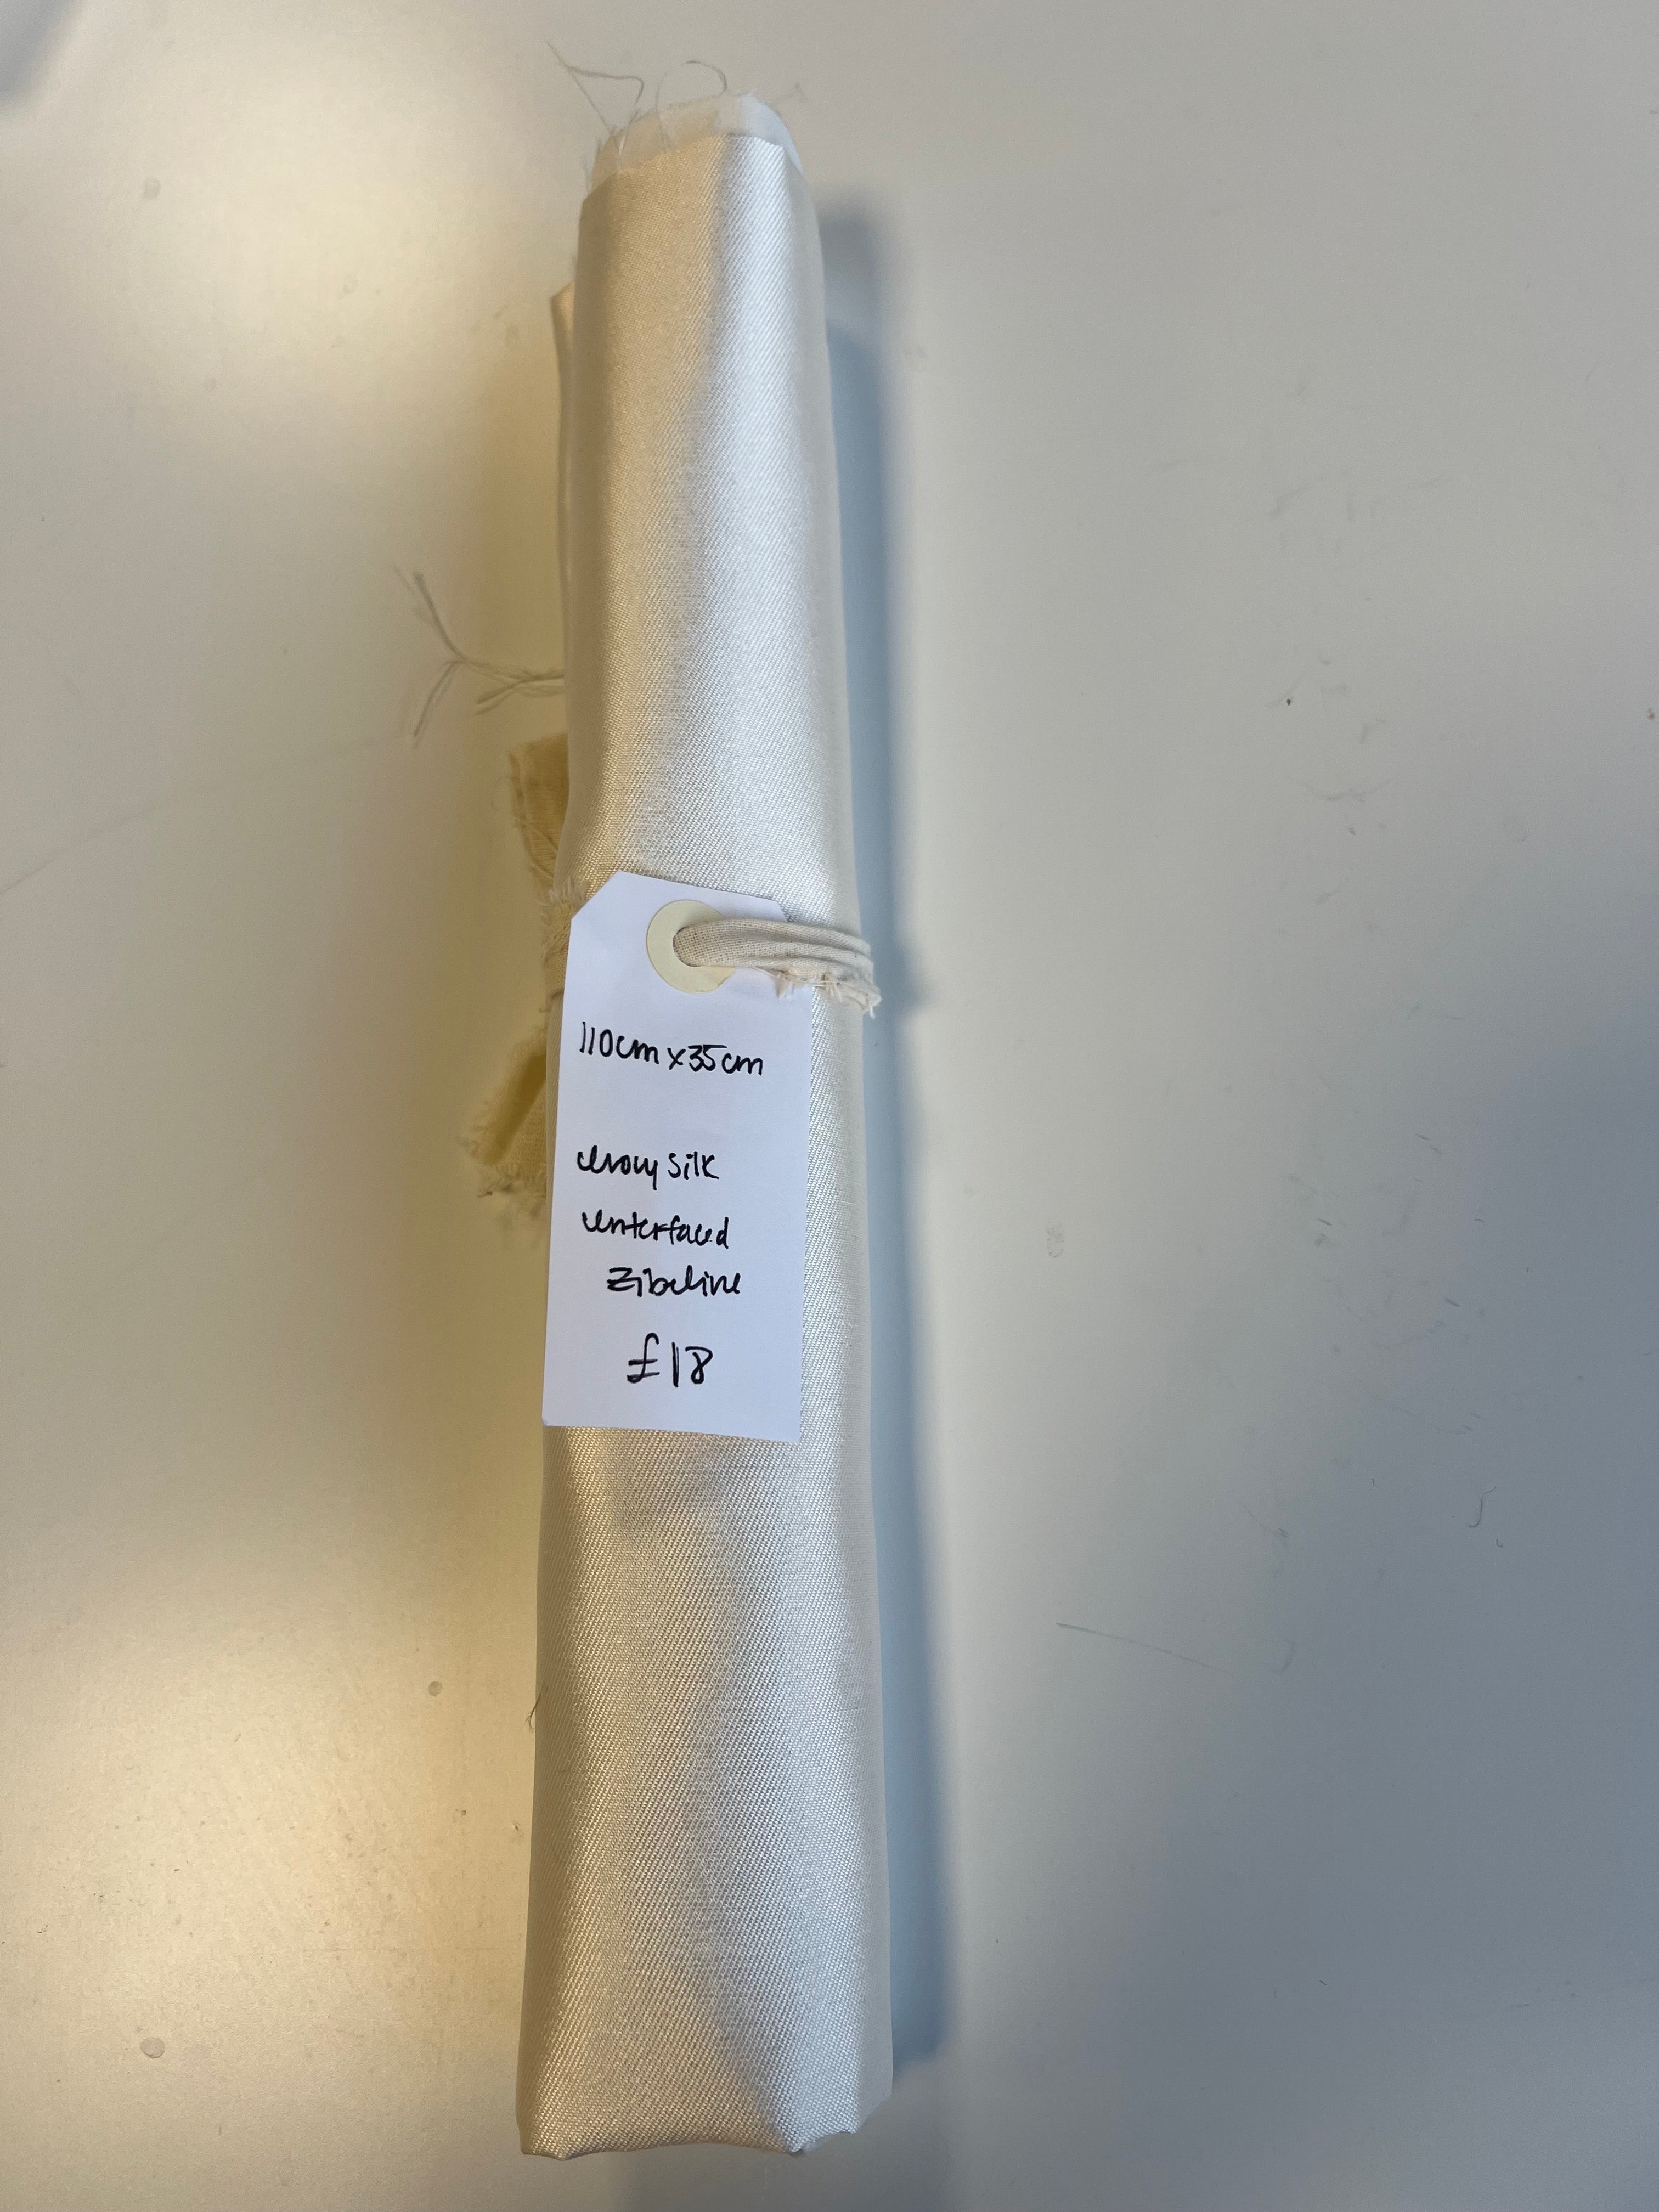 110cm x 35cm
ivory silk
interfaced
Zibeline
£18